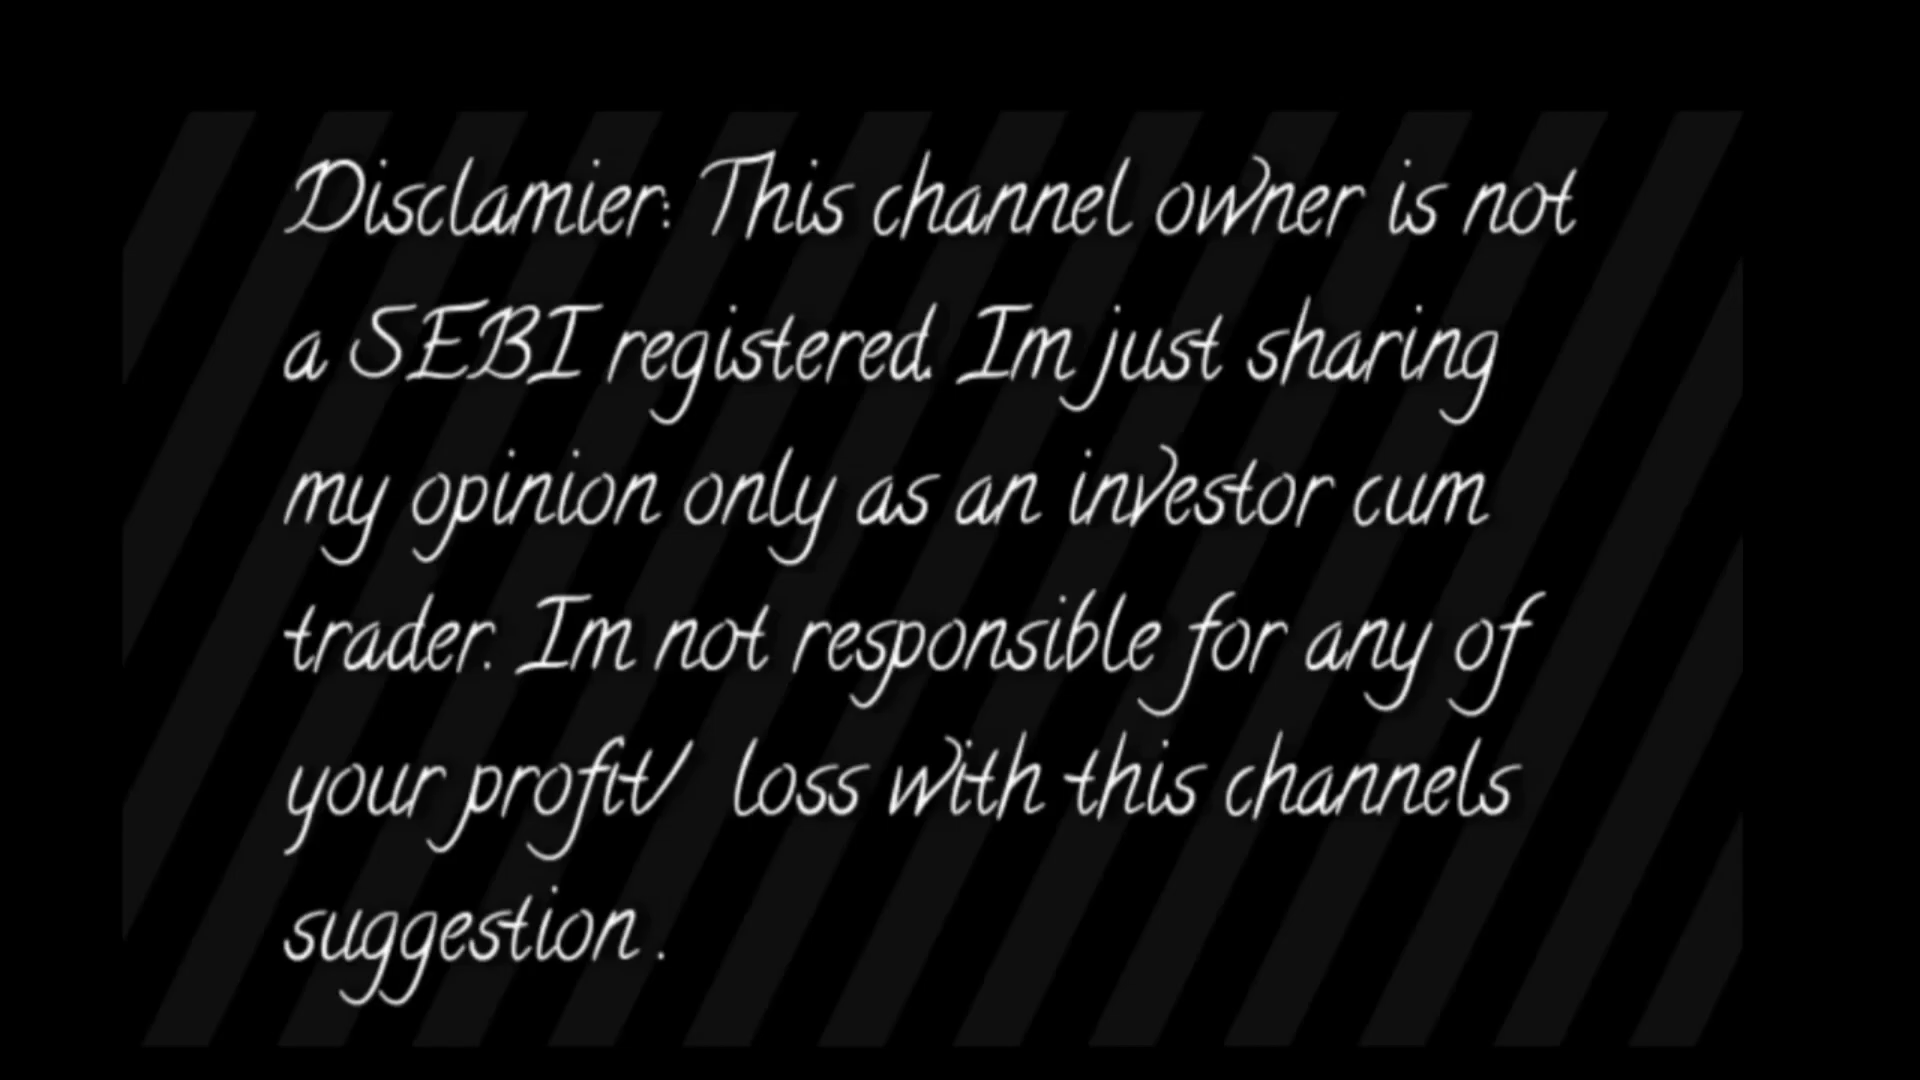 Disclamier: This channel owner is not
a SEBI registered. Im just sharing
my opinion only as an investor cum
trader. Im not responsible for any of
your profit/ loss with this channels
suggestion .